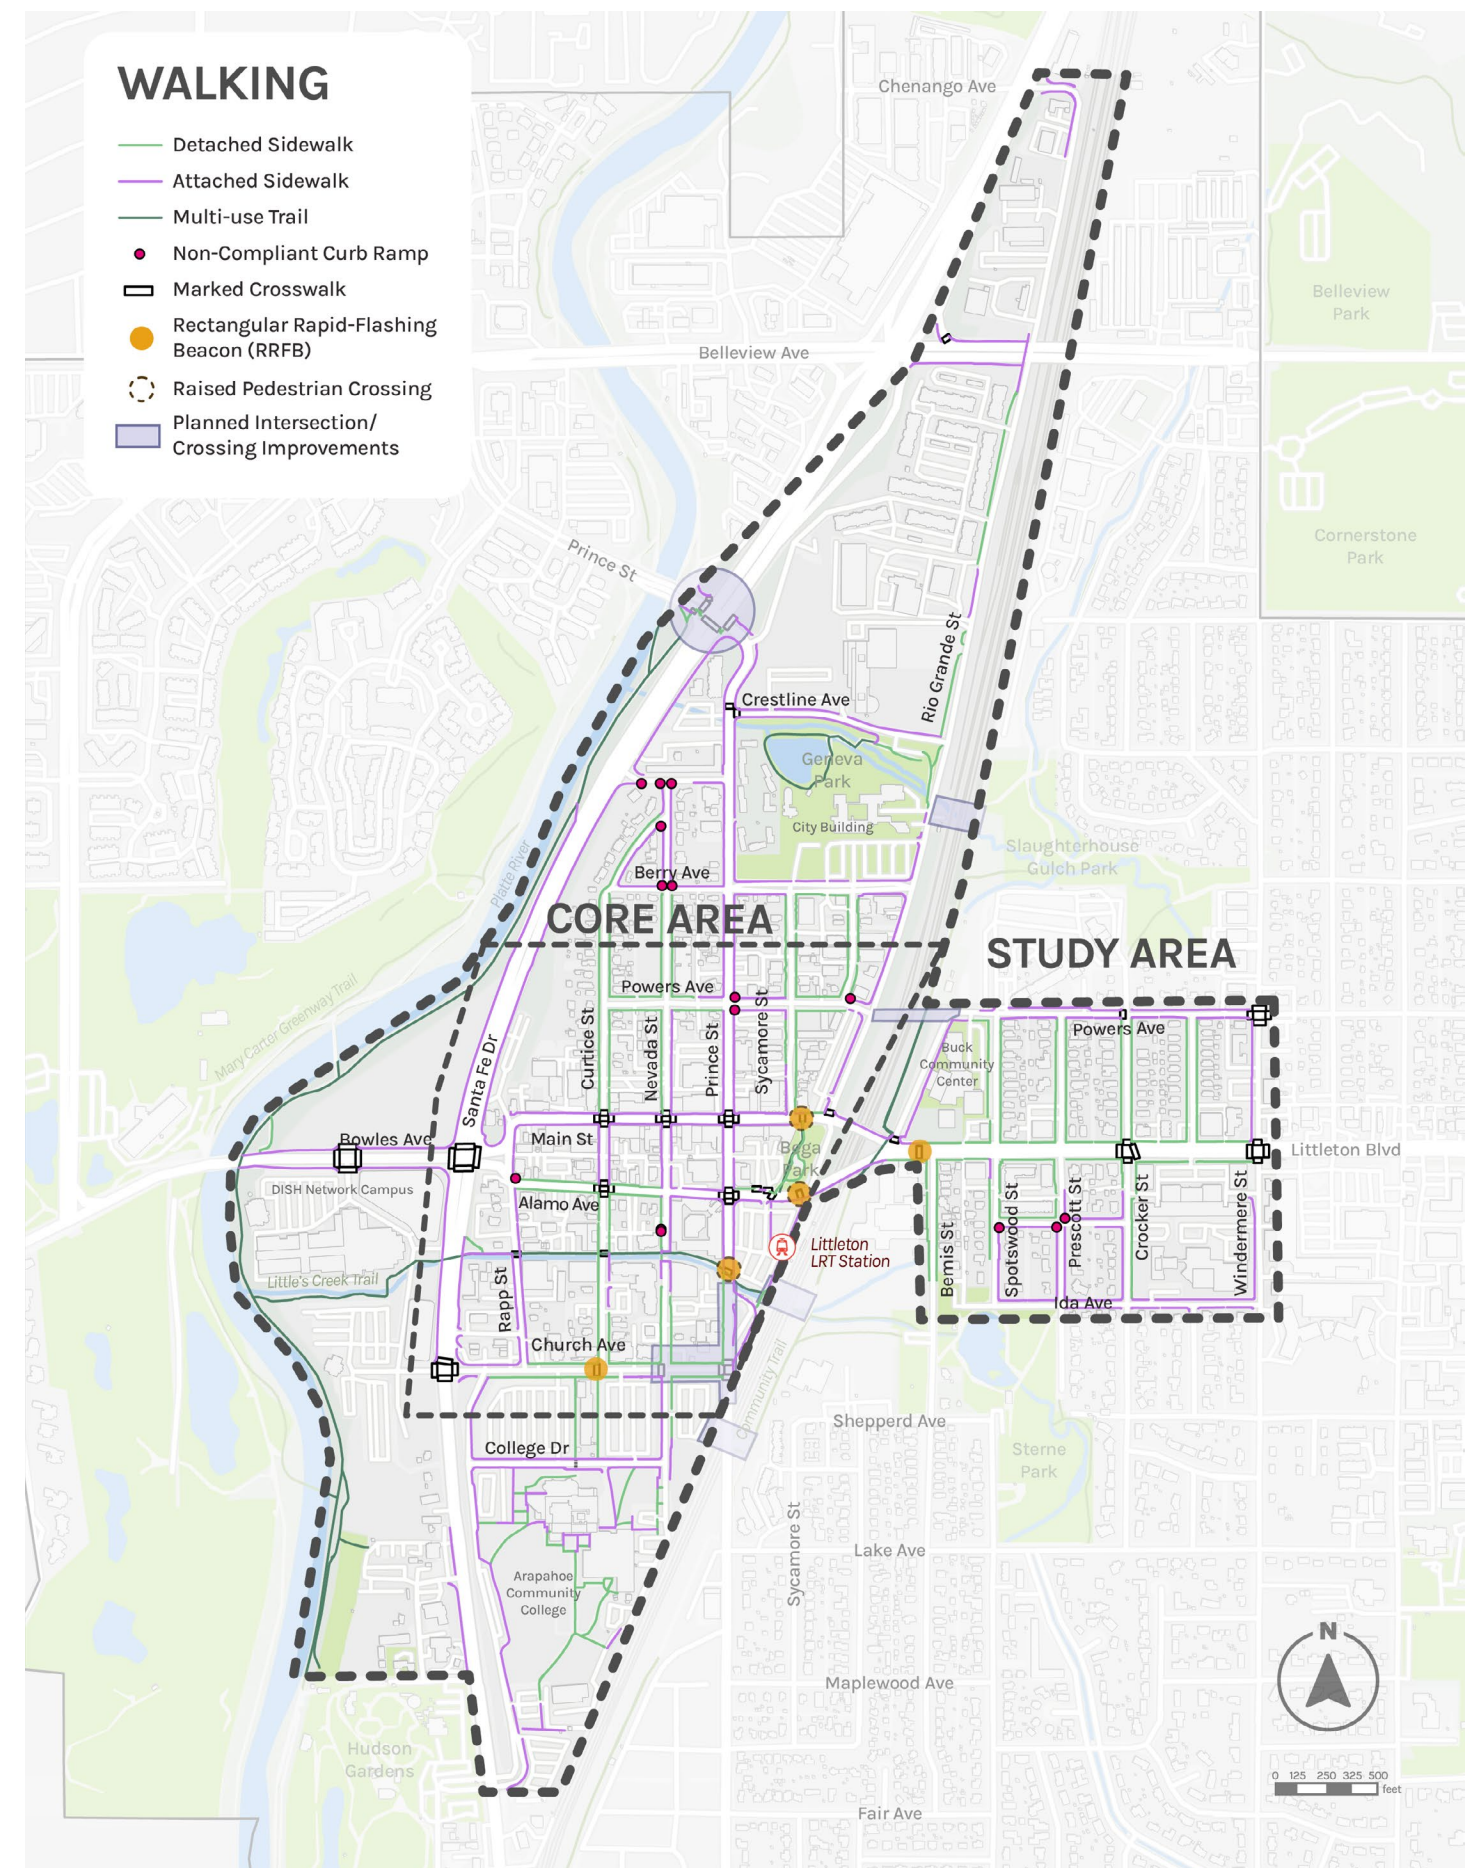 WALKING
Detached Sidewalk
Attached Sidewalk
Multi-use Trail
Non-Compliant Curb Ramp
Marked Crosswalk
Rectangular Rapid-Flashing
Beacon (RRFB)
Raised Pedestrian Crossing
Planned Intersection/
Crossing Improvements
Chenango Ave
Belleview
Park
Belleview Ave
Cornerstone
Park
Prince St
Rio Grande St
Crestline Ave
Geneva
Park
City Building
Slaughterhouse
Gulch Park
Platte River
Berry Ave
CORE AREA
STUDY AREA
Mary Carter Greenway Trail
Powers Ave
Powers Ave
Curtice St
Nevada St
Prince St
Sycamore St
Santa Fe Dr
Buck
Community
Center
Bowles Ave
Main St
Bega
Park
Littleton Blvd
DISH Network Campus
Alamo Ave
Spotswood St
Prescott St
Crocker St
Windermere St
Bemis St
Littleton
LRT Station
Little's Creek Trail
Rapp St
Ida Ave
Church Ave
Community Trail
Shepperd Ave
College Dr
Sterne
Park
Sycamore St
Lake Ave
Arapahoe
Community
College
N
Maplewood Ave
Hudson
Gardens
0 125 250 325 500
feet
Fair Ave